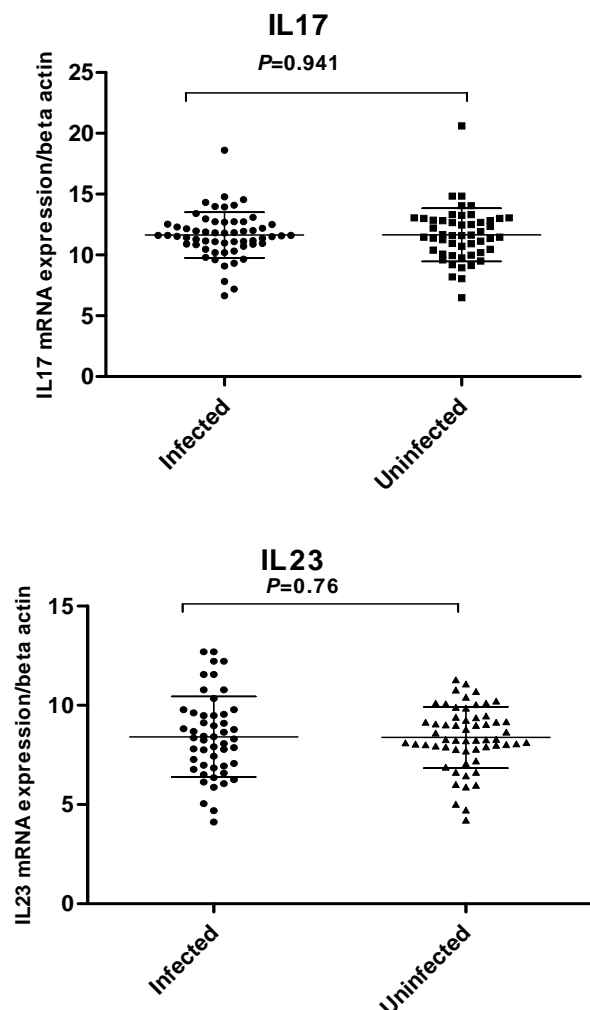 IL17
P=0.941
IL17 mRNA expression/beta actin
25
20
15
10
5
0
Infected
Uninfected
IL23
P=0.76
IL23 mRNA expression/beta actin
15
10
5
0
Infected
Uninfected